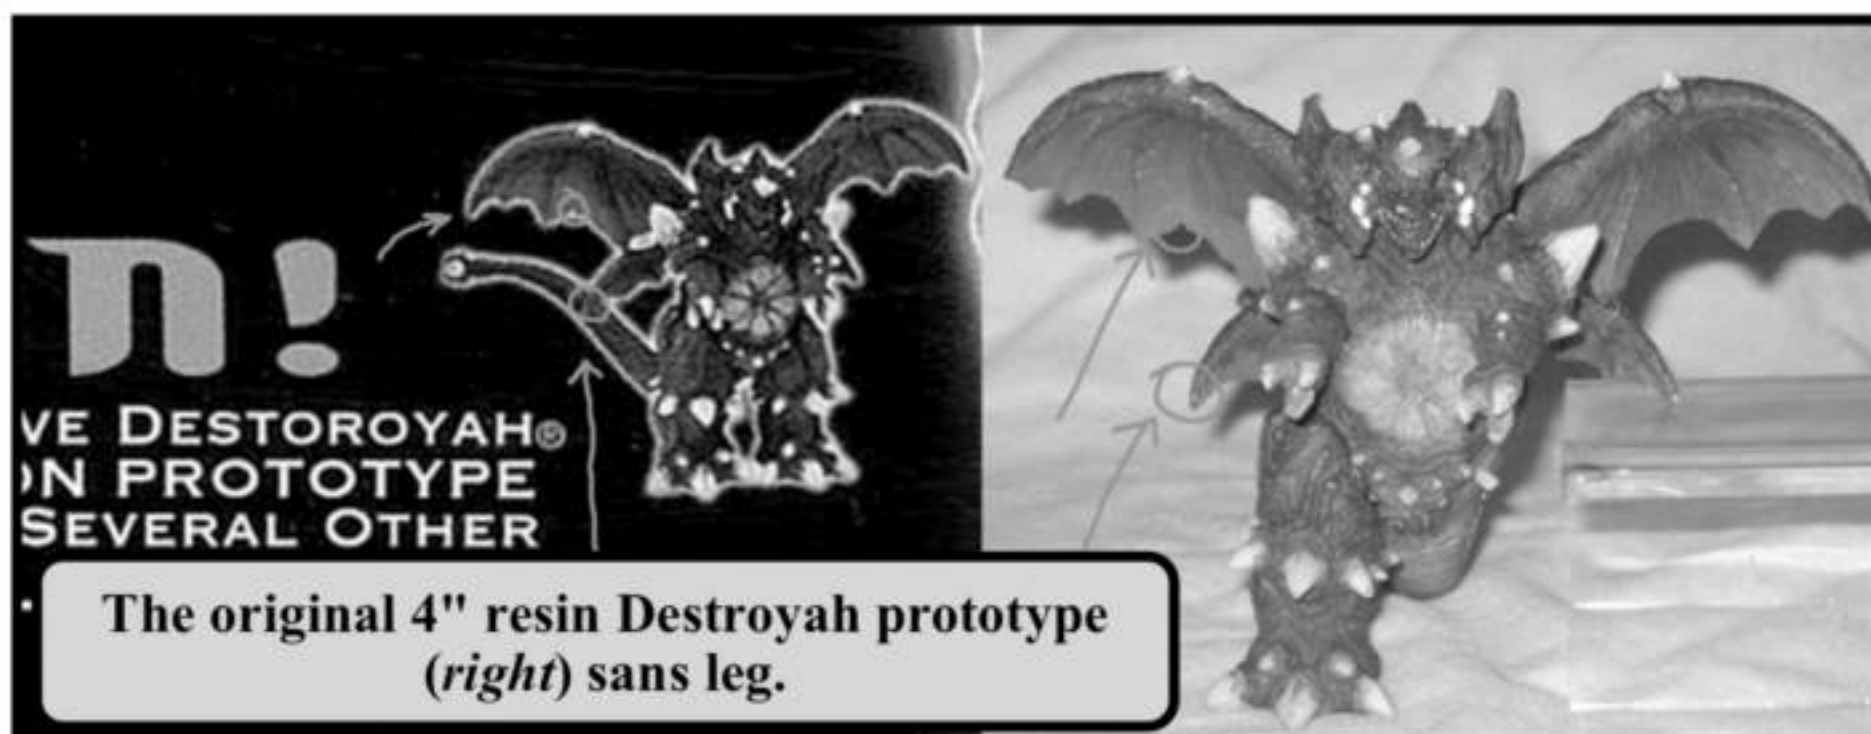 n!
VE DESTOROYAH®
ON PROTOTYPE
SEVERAL OTHER
The original 4" resin Destroyah prototype
(right) sans leg.